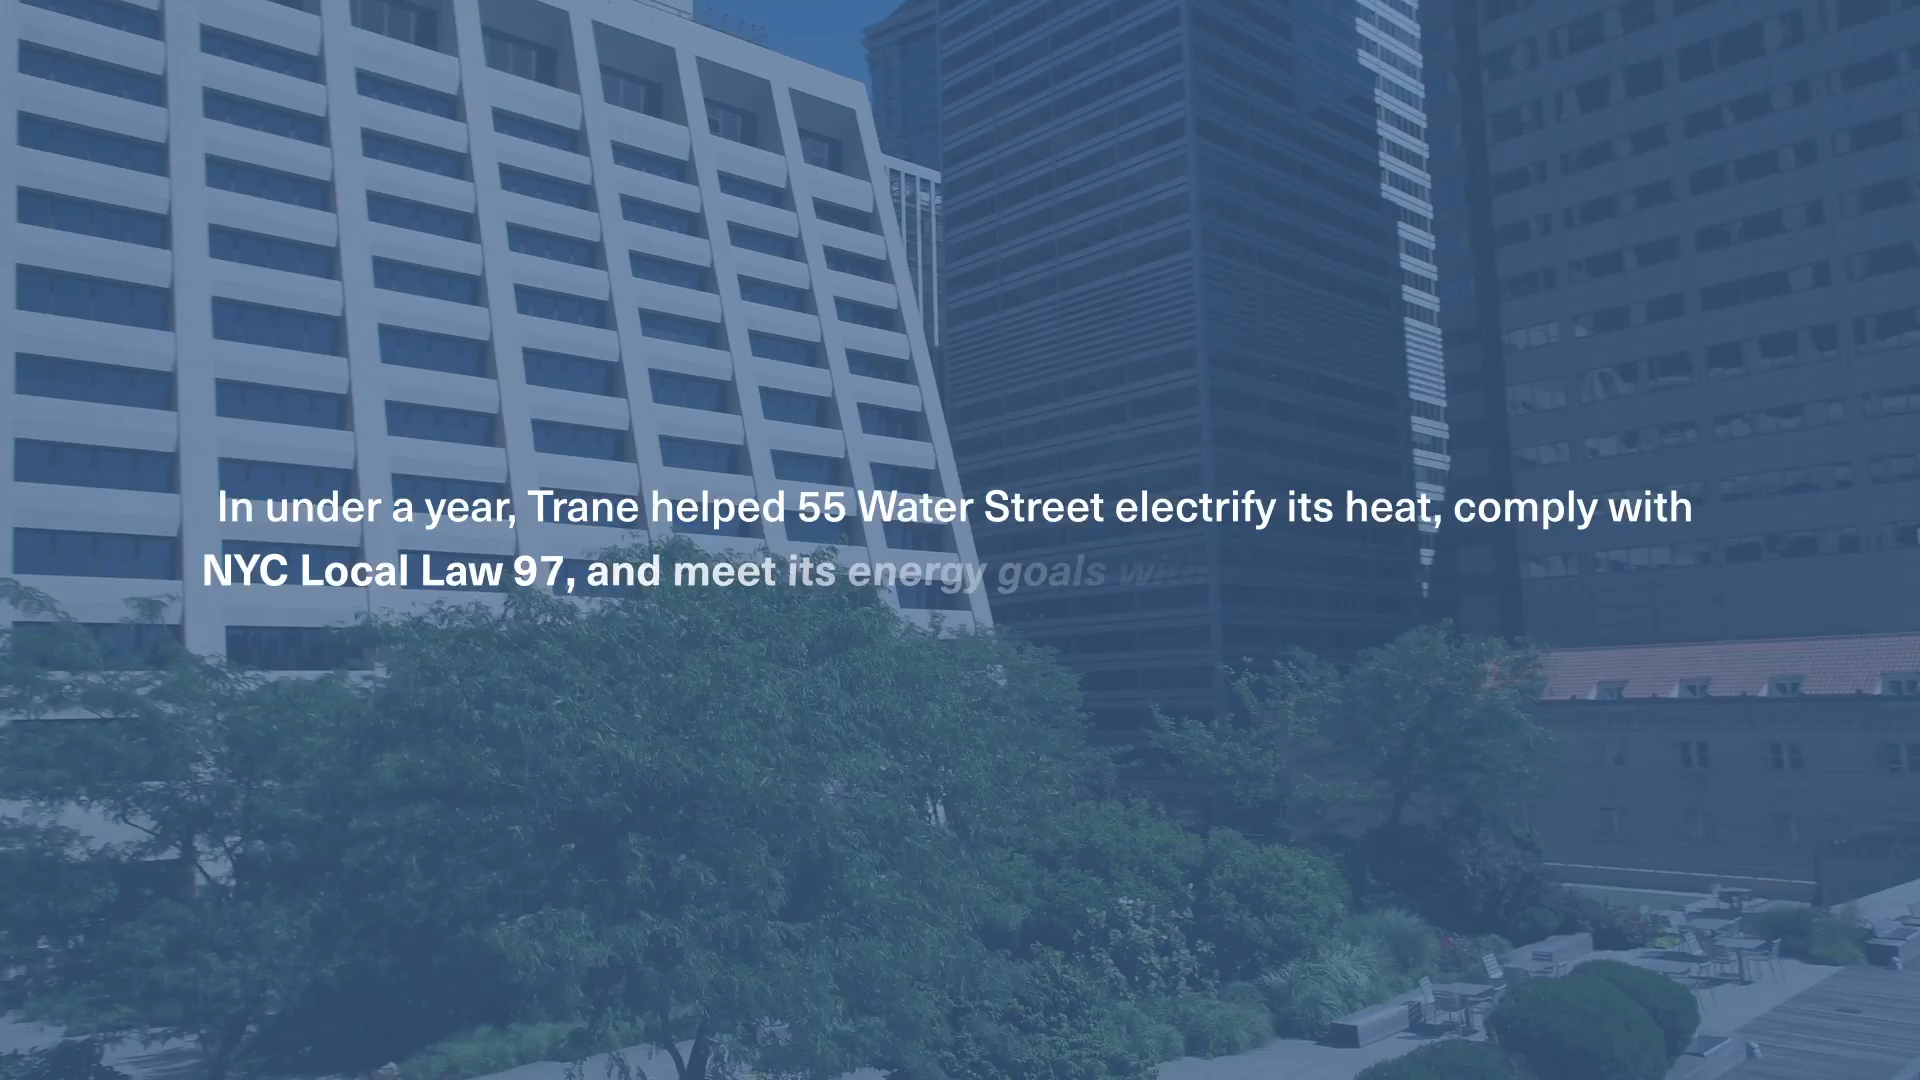 In under a year, Trane helped 55 Water Street electrify its heat, comply with
NYC Local Law 97, and meet its energy goals with